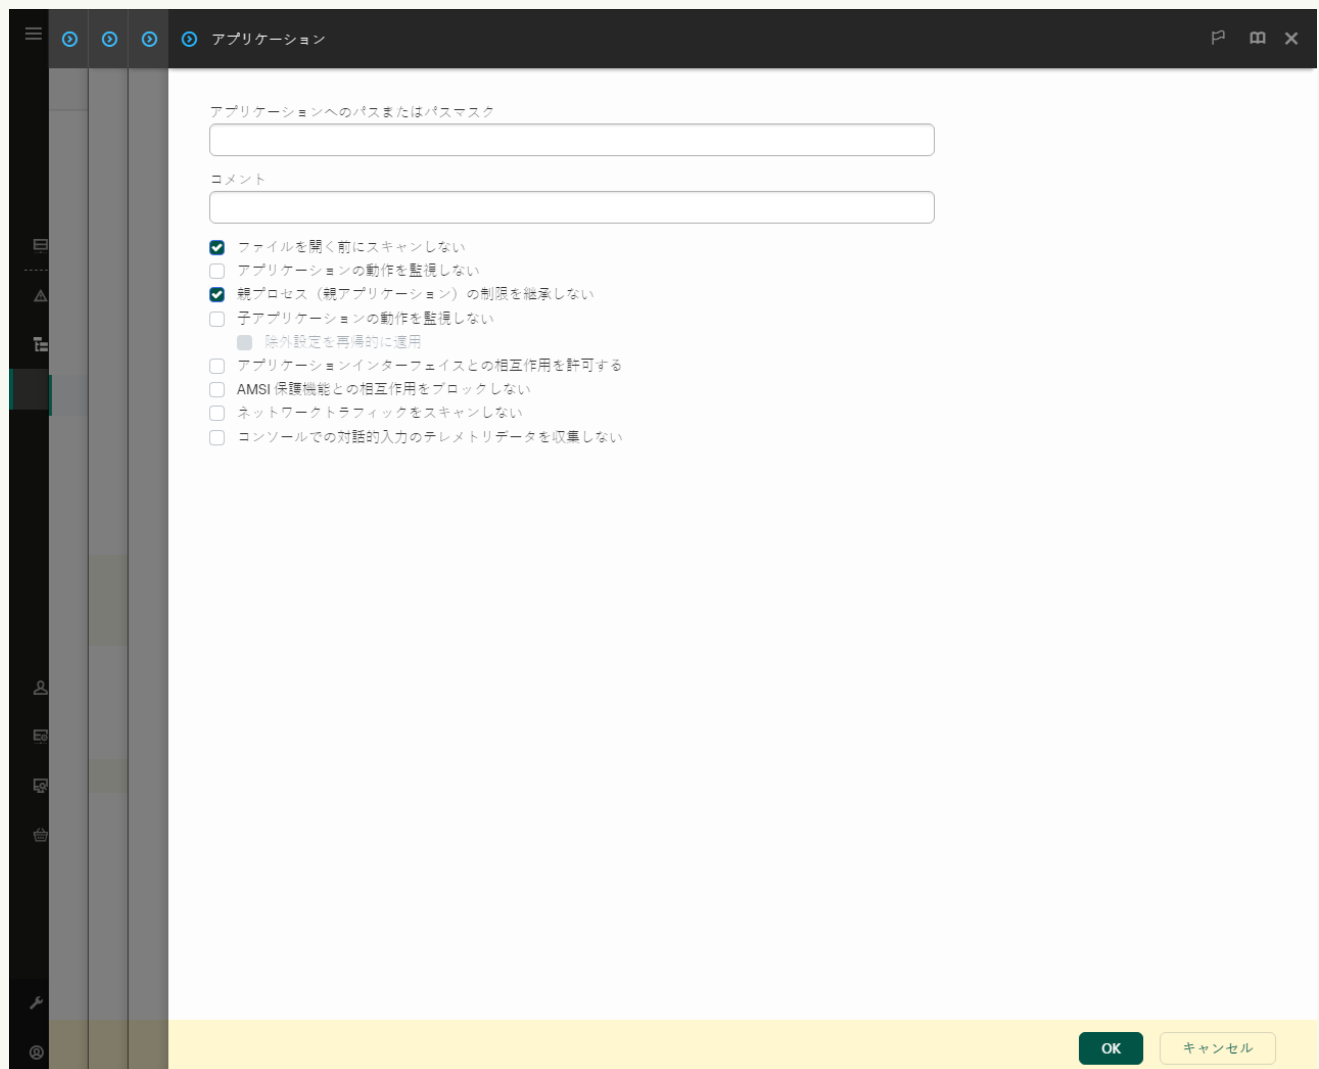 アプリケーション
アプリケーションへのパスまたはパスマスク
コメント
ファイルを開く前にスキャンしない
アプリケーションの動作を監視しない
親プロセス（親アプリケーション）の制限を継承しない
子アプリケーションの動作を監視しない
除外設定を再帰的に適用
アプリケーションインターフェイスとの相互作用を許可する
AMSI 保護機能との相互作用をブロックしない
ネットワークトラフィックをスキャンしない
コンソールでの対話的入力のテレメトリデータを収集しない
OK キャンセル